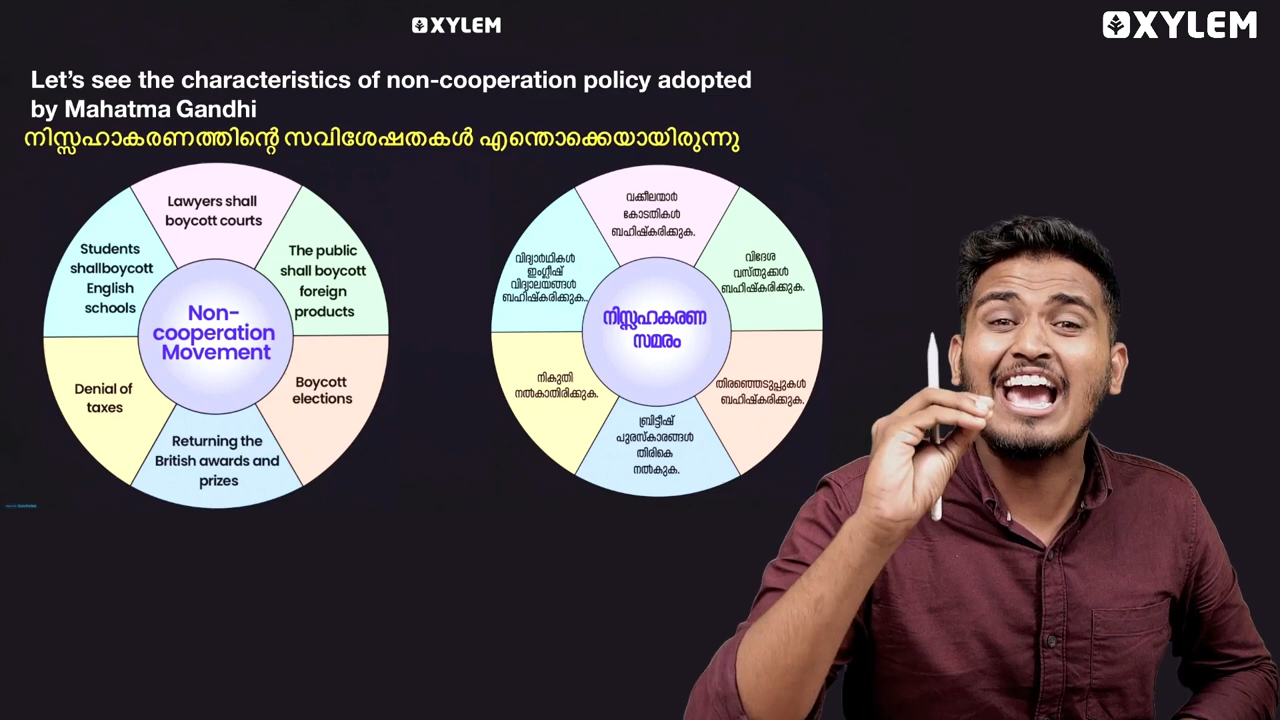 XYLEM
XYLEM
Let's see the characteristics of non-cooperation policy adopted
by Mahatma Gandhi
നിസ്സഹാകരണത്തിന്റെ സവിശേഷതകൾ എന്തൊക്കെയായിരുന്നു
Lawyers shall
boycott courts
The public
shall boycott
foreign
products
Boycott
elections
Returning the
British awards and
prizes
Denial of
taxes
Students
shallboycott
English
schools
Non-
cooperation
Movement
വക്കീലന്മാർ
കോടതികൾ
ബഹിഷ്കരിക്കുക.
വിദേശ
വസ്തുക്കൾ
ബഹിഷ്കരിക്കുക.
തിരഞ്ഞെടുപ്പുകൾ
ബഹിഷ്കരിക്കുക.
ബ്രിട്ടീഷ്
പുരസ്കാരങ്ങൾ
തിരികെ
നൽകുക.
നികുതി
നൽകാതിരിക്കുക.
വിദ്യാർഥികൾ
ഇംഗ്ലീഷ്
വിദ്യാലയങ്ങൾ
ബഹിഷ്കരിക്കുക..
നിസ്സഹകരണ
സമരം